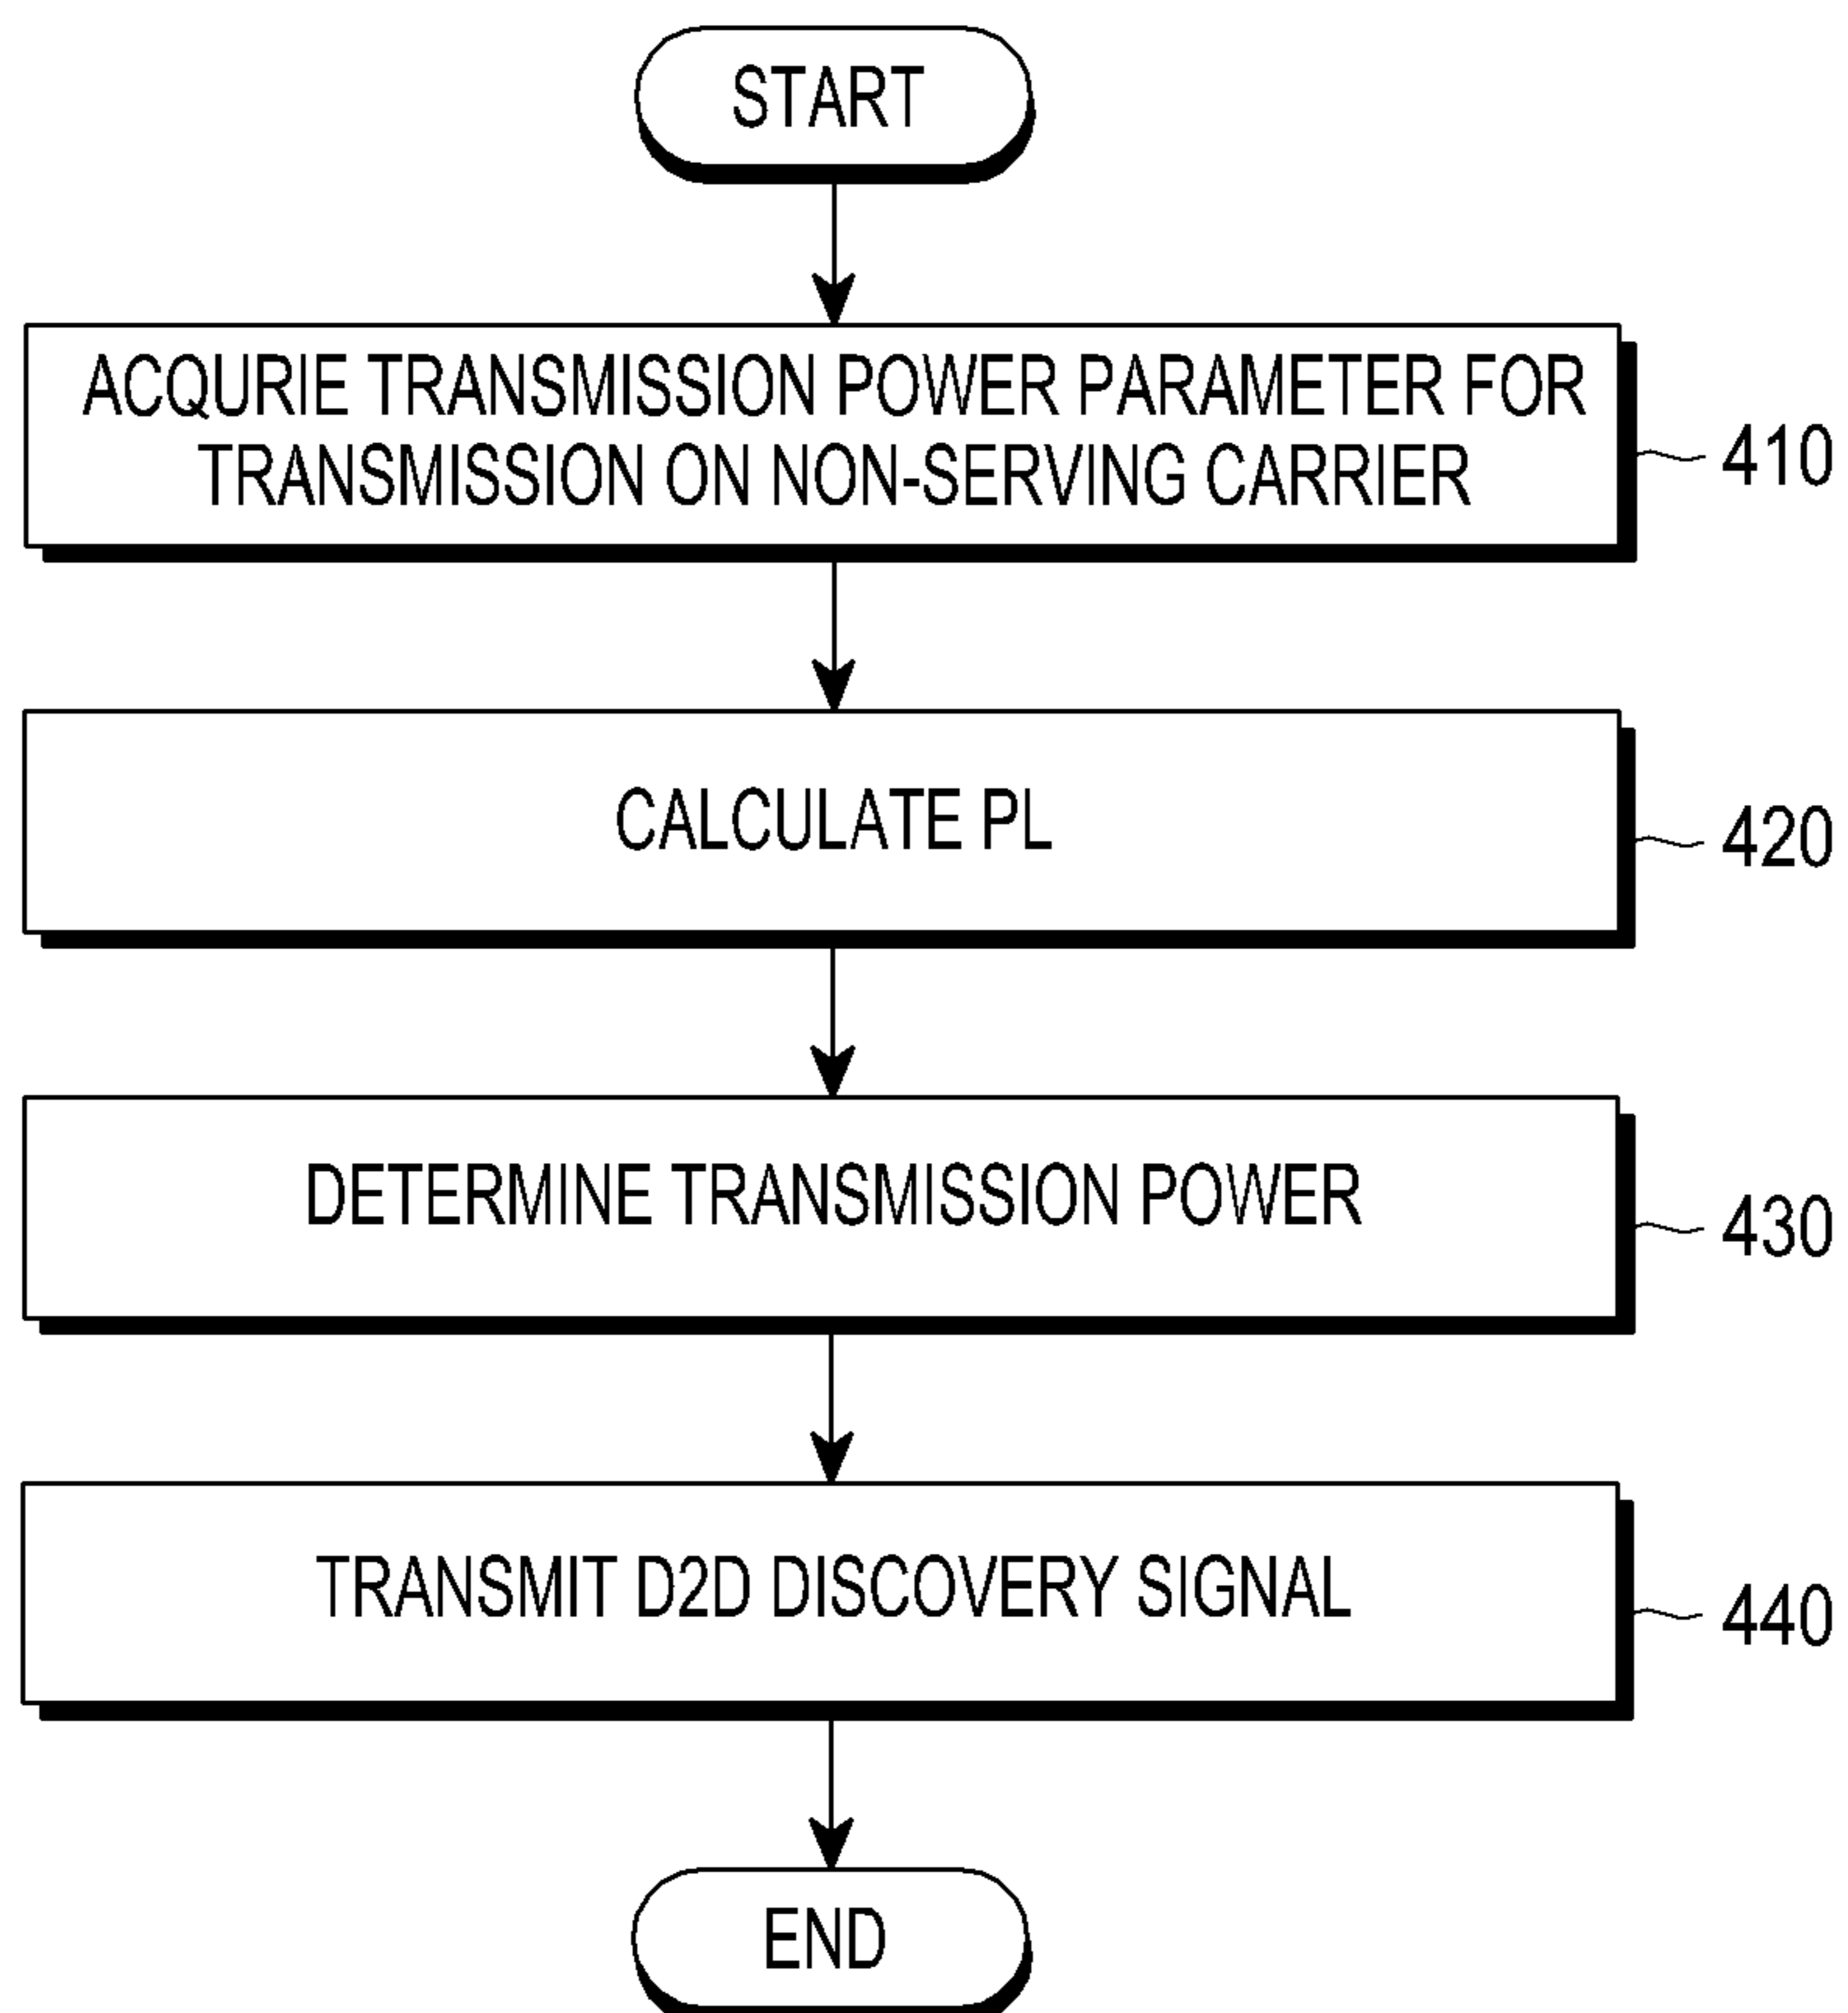 START
ACQURIE TRANSMISSION POWER PARAMETER FOR
TRANSMISSION ON NON-SERVING CARRIER
410
CALCULATE PL
420
DETERMINE TRANSMISSION POWER
430
TRANSMIT D2D DISCOVERY SIGNAL
440
END